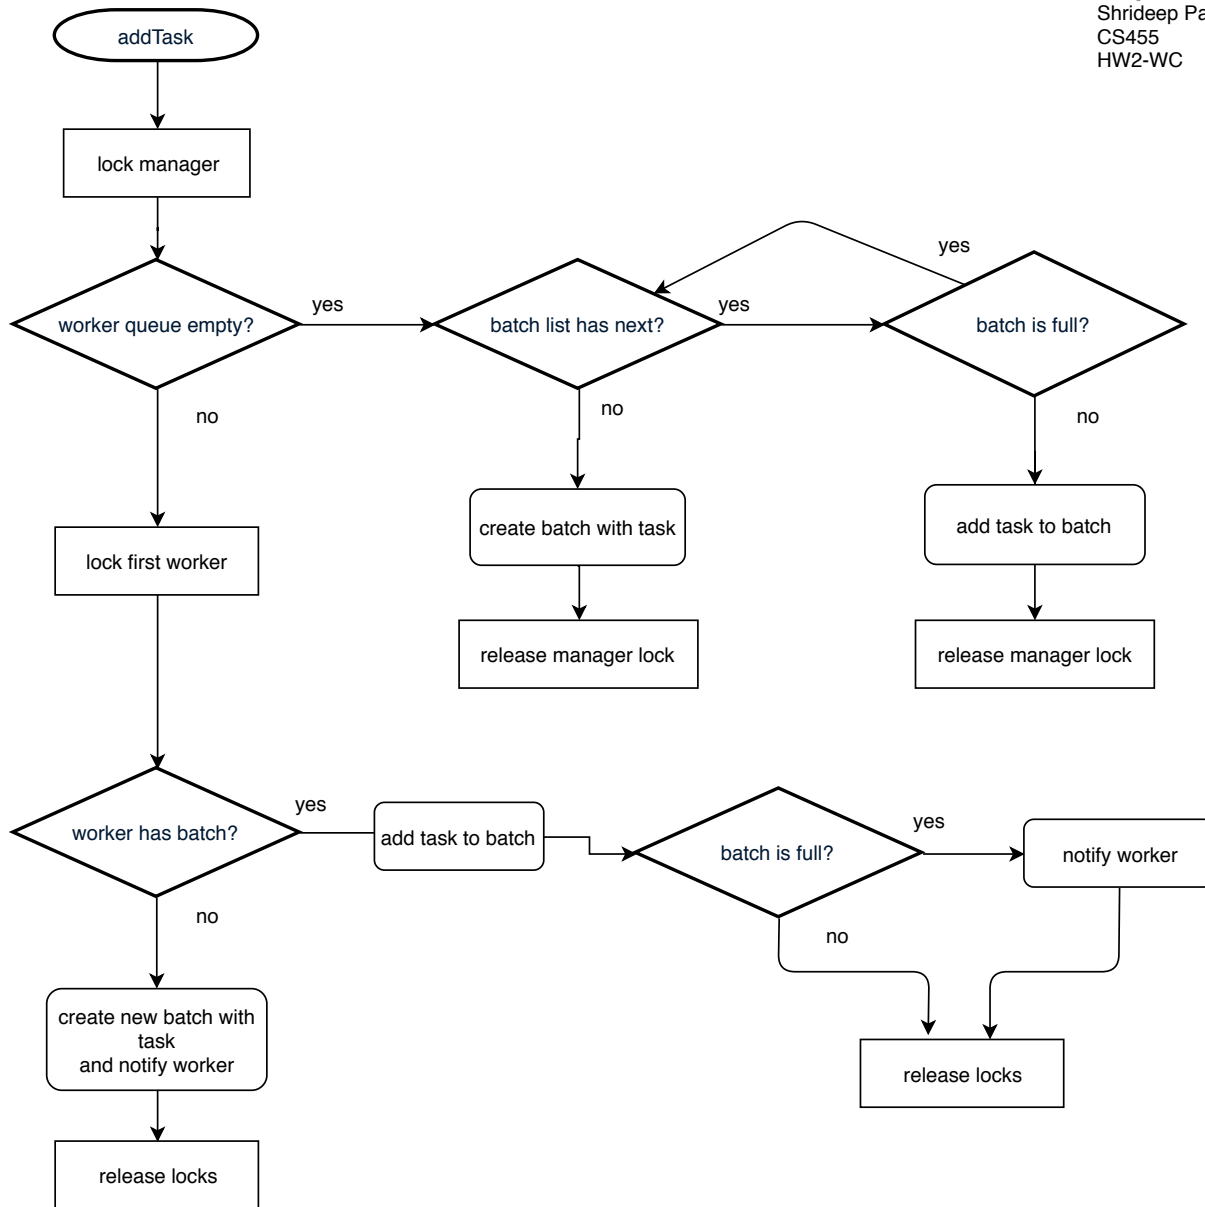 addTask
Shrideep
CS455
HW2-WC
lock manager
worker queue empty?
yes
batch list has next?
yes
yes
batch is full?
no
no
no
lock first worker
create batch with task
add task to batch
release manager lock
release manager lock
worker has batch?
yes
add task to batch
batch is full?
yes
notify worker
no
no
create new batch with
task
and notify worker
release locks
release locks